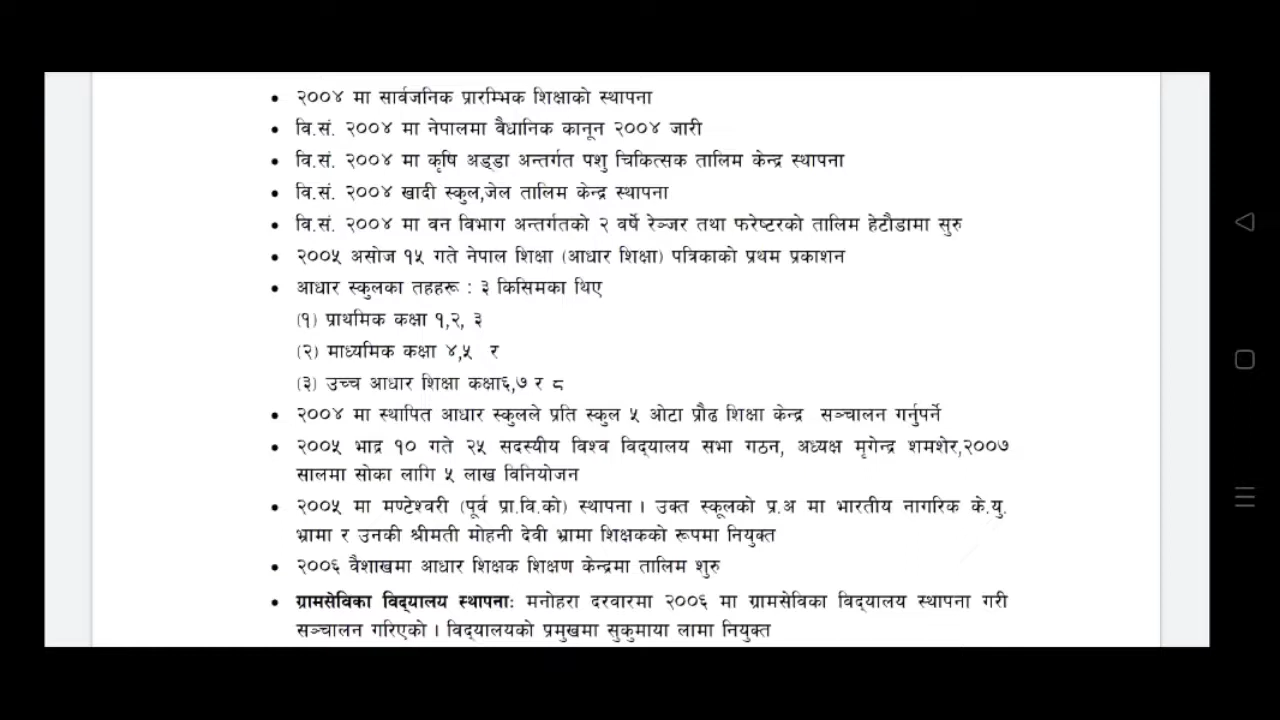 • २००४ मा सार्वजनिक प्रारम्भिक शिक्षाको स्थापना
• वि.सं. २००४ मा नेपालमा वैधानिक कानून २००४ जारी
• वि.सं. २००४ मा कृषि अड्डा अन्तर्गत पशु चिकित्सक तालिम केन्द्र स्थापना
• वि.सं. २००४ खादी स्कुल,जेल तालिम केन्द्र स्थापना
• वि.सं. २००४ मा वन विभाग अन्तर्गतको २ वर्षे रेञ्जर तथा फरेष्टरको तालिम हेटौडामा सुरु
• २००५ असोज १५ गते नेपाल शिक्षा (आधार शिक्षा) पत्रिकाको प्रथम प्रकाशन
• आधार स्कुलका तहहरू : ३ किसिमका थिए
(१) प्राथमिक कक्षा १,२, ३
(२) माध्यमिक कक्षा ४,५ र
(३) उच्च आधार शिक्षा कक्षा६,७ र ८
• २००४ मा स्थापित आधार स्कुलले प्रति स्कुल ५ ओटा प्रौढ शिक्षा केन्द्र सञ्चालन गर्नुपर्ने
• २००५ भाद्र १० गते २५ सदस्यीय विश्व विद्यालय सभा गठन, अध्यक्ष मृगेन्द्र शमशेर,२००७
सालमा सोका लागि ५ लाख विनियोजन
• २००५ मा मण्टेश्वरी (पूर्व प्रा.वि.को) स्थापना। उक्त स्कूलको प्र.अ मा भारतीय नागरिक के.यु.
भ्रामा र उनकी श्रीमती मोहनी देवी भ्रामा शिक्षकको रूपमा नियुक्त
• २००६ वैशाखमा आधार शिक्षक शिक्षण केन्द्रमा तालिम शुरु
• ग्रामसेविका विद्यालय स्थापना: मनोहरा दरवारमा २००६ मा ग्रामसेविका विद्यालय स्थापना गरी
सञ्चालन गरिएको। विद्यालयको प्रमुखमा सुकुमाया लामा नियुक्त